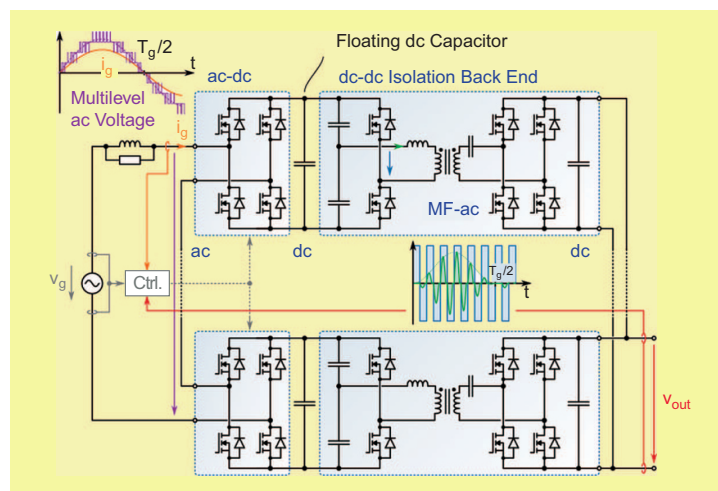 Floating dc Capacitor
Tg/2
t
ig
ac-dc
dc-dc Isolation Back End
Multilevel
ac Voltage
ig
MF-ac
ac
dc
dc
vg
Ctrl.
Tg/2
t
vout